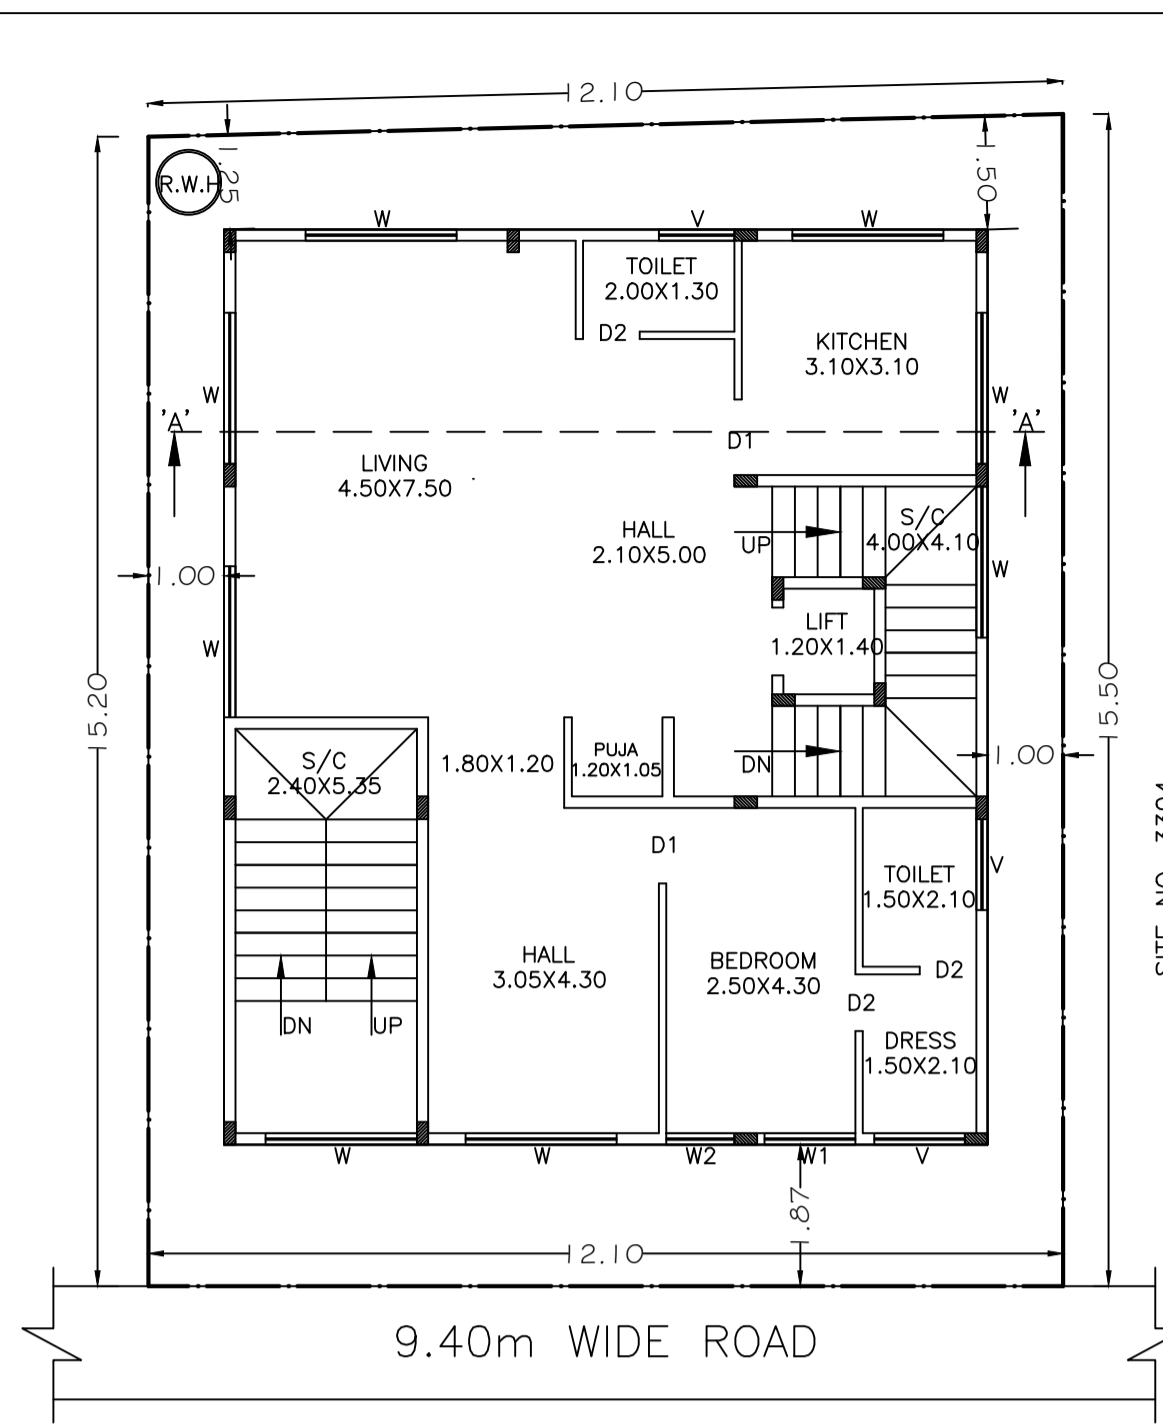 12.10
R.W.H
1.25
1.50
W
V
W
TOILET
2.00X1.30
D2
KITCHEN
3.10X3.10
W
W
'A'
'A'
D1
LIVING
4.50X7.50
HALL
2.10X5.00
UP
S/C
4.00X4.10
1.00
W
LIFT
1.20X1.40
W
15.20
15.50
S/C
2.40X5.35
1.80X1.20
PUJA
1.20X1.05
DN
1.00
D1
TOILET
1.50X2.10
V
HALL
3.05X4.30
BEDROOM
2.50X4.30
D2
D2
DN
UP
DRESS
1.50X2.10
W
W
W2
W1
V
1.87
12.10
9.40m WIDE ROAD